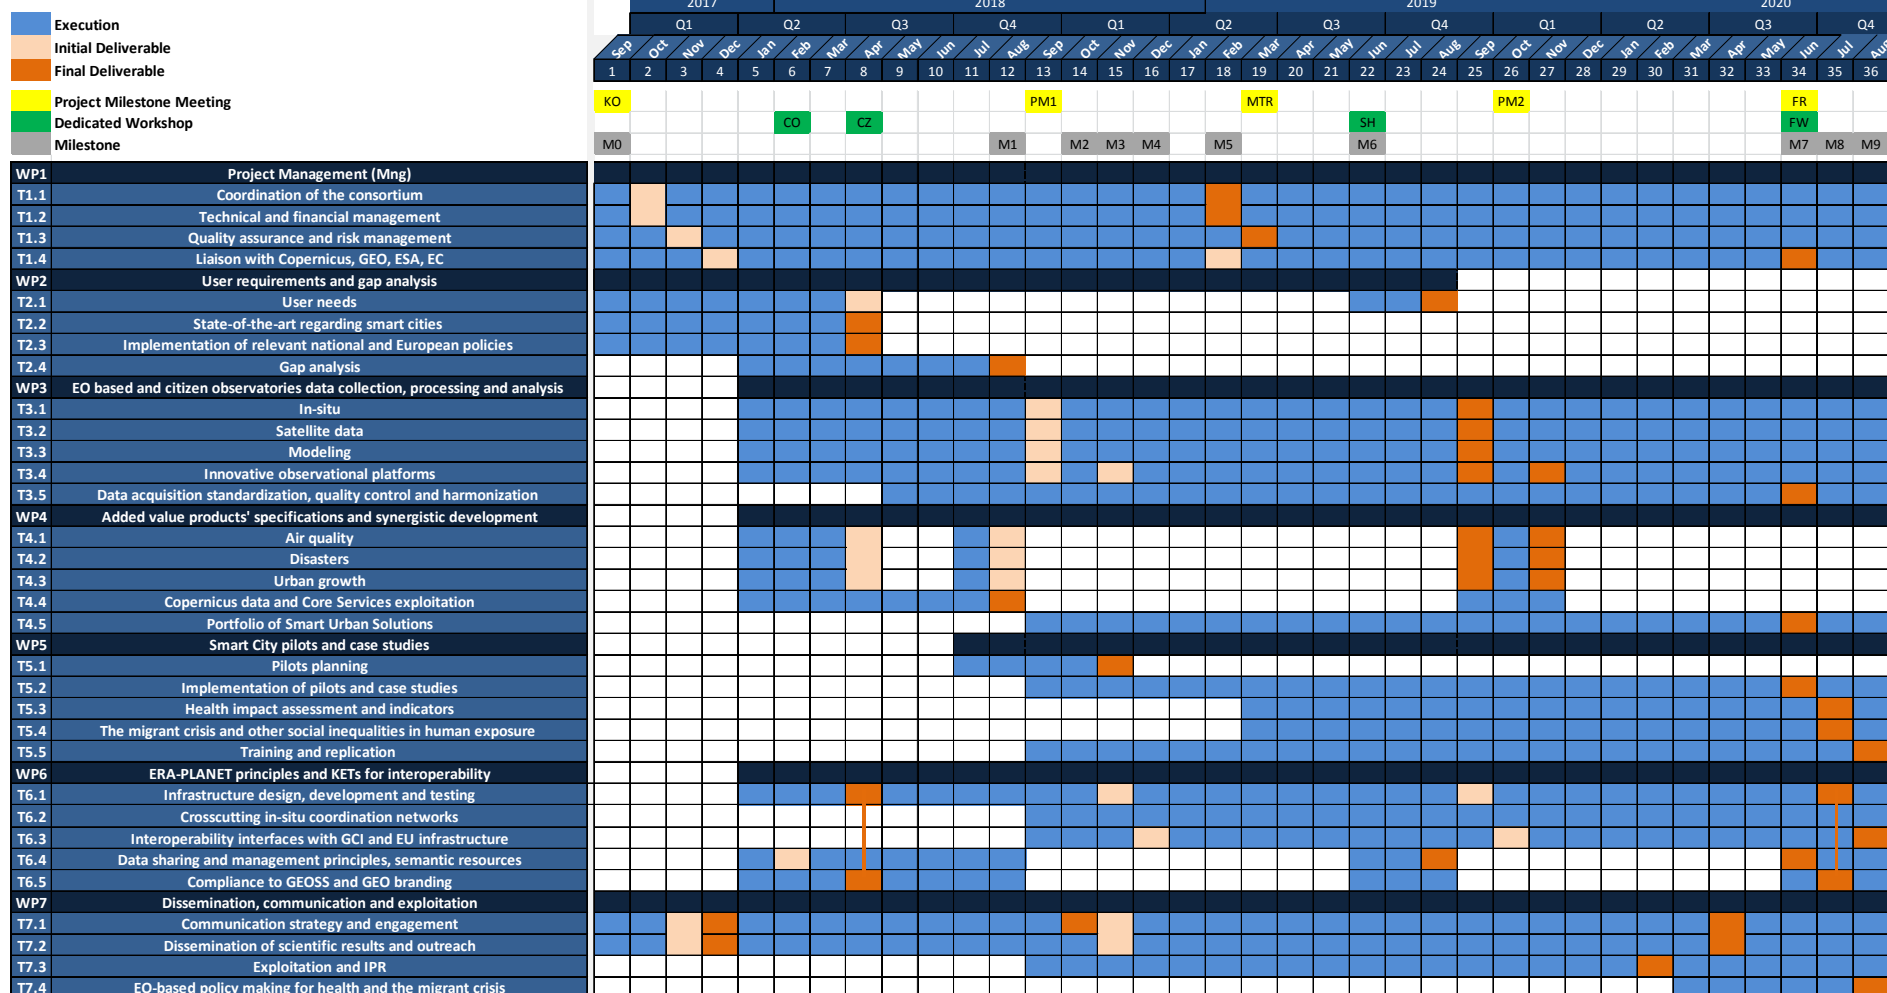 2017 2018 2019 2020
Execution Q1 Q2 Q3 Q4 Q1 Q2 Q3 Q4 Q1 Q2 Q3 Q4
Initial Deliverable Sep Oct Nov Dec Jan Feb Mar Apr May Jun Jul Aug Sep Oct Nov Dec Jan Feb Mar Apr May Jun Jul Aug Sep Oct Nov Dec Jan Feb Mar Apr May Jun Jul Aug
Final Deliverable 1 2 3 4 5 6 7 8 9 10 11 12 13 14 15 16 17 18 19 20 21 22 23 24 25 26 27 28 29 30 31 32 33 34 35 36
Project Milestone Meeting KO PM1 MTR PM2 FR
Dedicated Workshop CO CZ SH FW
Milestone M0 M1 M2 M3 M4 M5 M6 M7 M8 M9
WP1 Project Management (Mng)
T1.1 Coordination of the consortium
T1.2 Technical and financial management
T1.3 Quality assurance and risk management
T1.4 Liaison with Copernicus, GEO, ESA, EC
WP2 User requirements and gap analysis
T2.1 User needs
T2.2 State-of-the-art regarding smart cities
T2.3 Implementation of relevant national and European policies
T2.4 Gap analysis
WP3 EO based and citizen observatories data collection, processing and analysis
T3.1 In-situ
T3.2 Satellite data
T3.3 Modeling
T3.4 Innovative observational platforms
T3.5 Data acquisition standardization, quality control and harmonization
WP4 Added value products' specifications and synergistic development
T4.1 Air quality
T4.2 Disasters
T4.3 Urban growth
T4.4 Copernicus data and Core Services exploitation
T4.5 Portfolio of Smart Urban Solutions
WP5 Smart City pilots and case studies
T5.1 Pilots planning
T5.2 Implementation of pilots and case studies
T5.3 Health impact assessment and indicators
T5.4 The migrant crisis and other social inequalities in human exposure
T5.5 Training and replication
WP6 ERA-PLANET principles and KETs for interoperability
T6.1 Infrastructure design, development and testing
T6.2 Crosscutting in-situ coordination networks
T6.3 Interoperability interfaces with GCI and EU infrastructure
T6.4 Data sharing and management principles, semantic resources
T6.5 Compliance to GEOSS and GEO branding
WP7 Dissemination, communication and exploitation
T7.1 Communication strategy and engagement
T7.2 Dissemination of scientific results and outreach
T7.3 Exploitation and IPR
T7.4 EO-based policy making for health and the migrant crisis